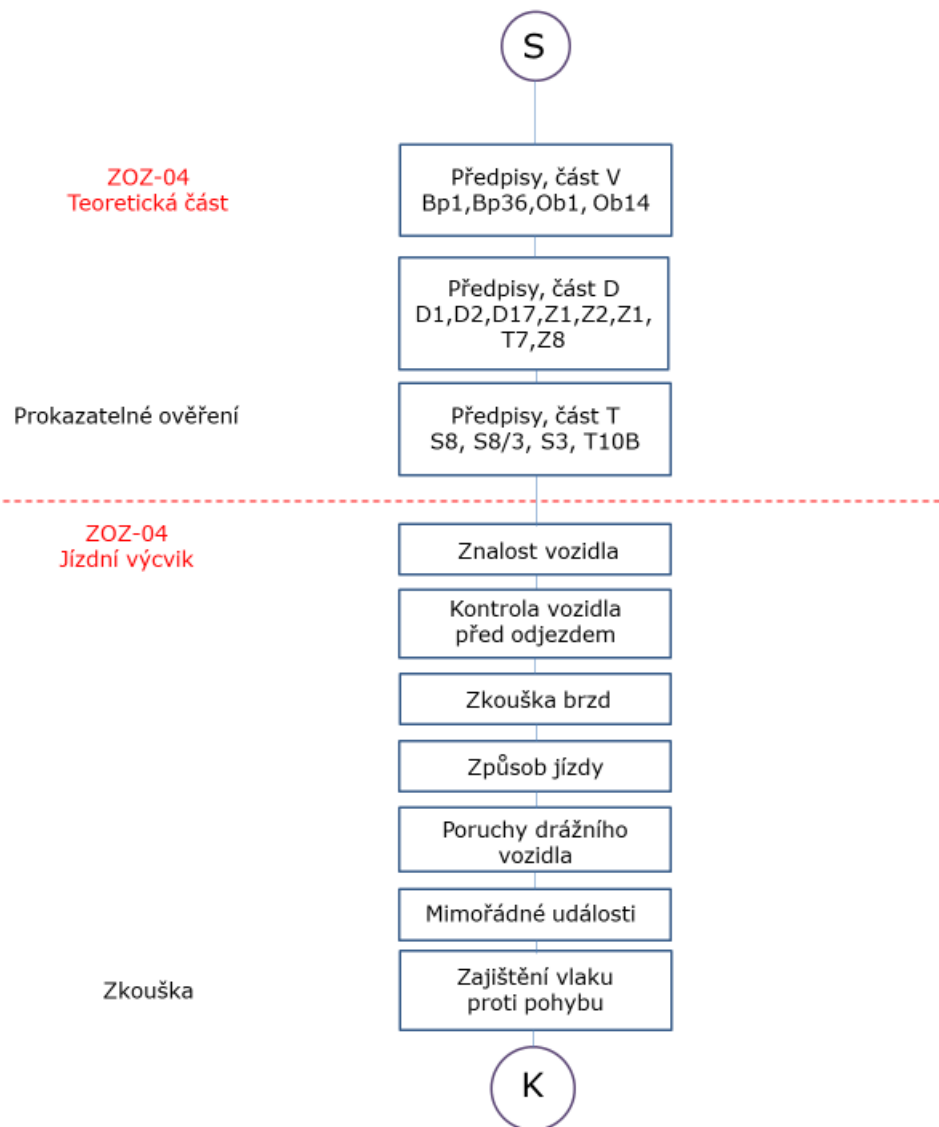 S
ZOZ-04
Teoretická část
Předpisy, část V
Bp1,Bp36,Ob1, Ob14
Předpisy, část D
D1,D2,D17,Z1,Z2,Z1,
T7,Z8
Prokazatelné ověření
Předpisy, část T
S8, S8/3, S3, T10B
ZOZ-04
Jízdní výcvik
Znalost vozidla
Kontrola vozidla
před odjezdem
Zkouška brzd
Způsob jízdy
Poruchy drážního
vozidla
Mimořádné události
Zkouška
Zajištění vlaku
proti pohybu
K